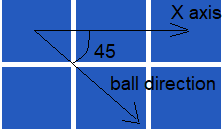 X axis
45
ball direction